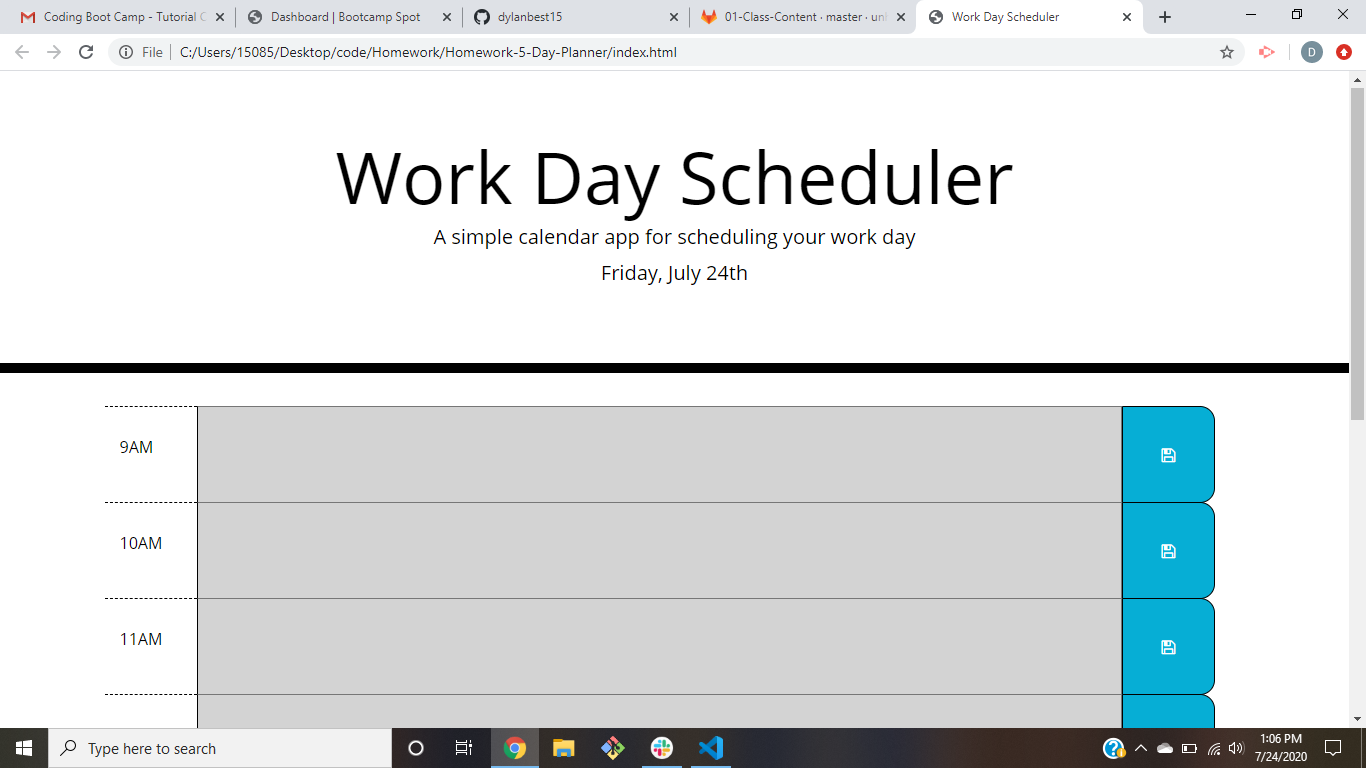 Coding Boot Camp - Tutorial C
Dashboard | Bootcamp Spot
dylanbest15
01-Class-Content · master · uni
Work Day Scheduler
File
C:/Users/15085/Desktop/code/Homework/Homework-5-Day-Planner/index.html
D
Work Day Scheduler
A simple calendar app for scheduling your work day
Friday, July 24th
9AM
10AM
11AM
Type here to search
1:06 PM
7/24/2020